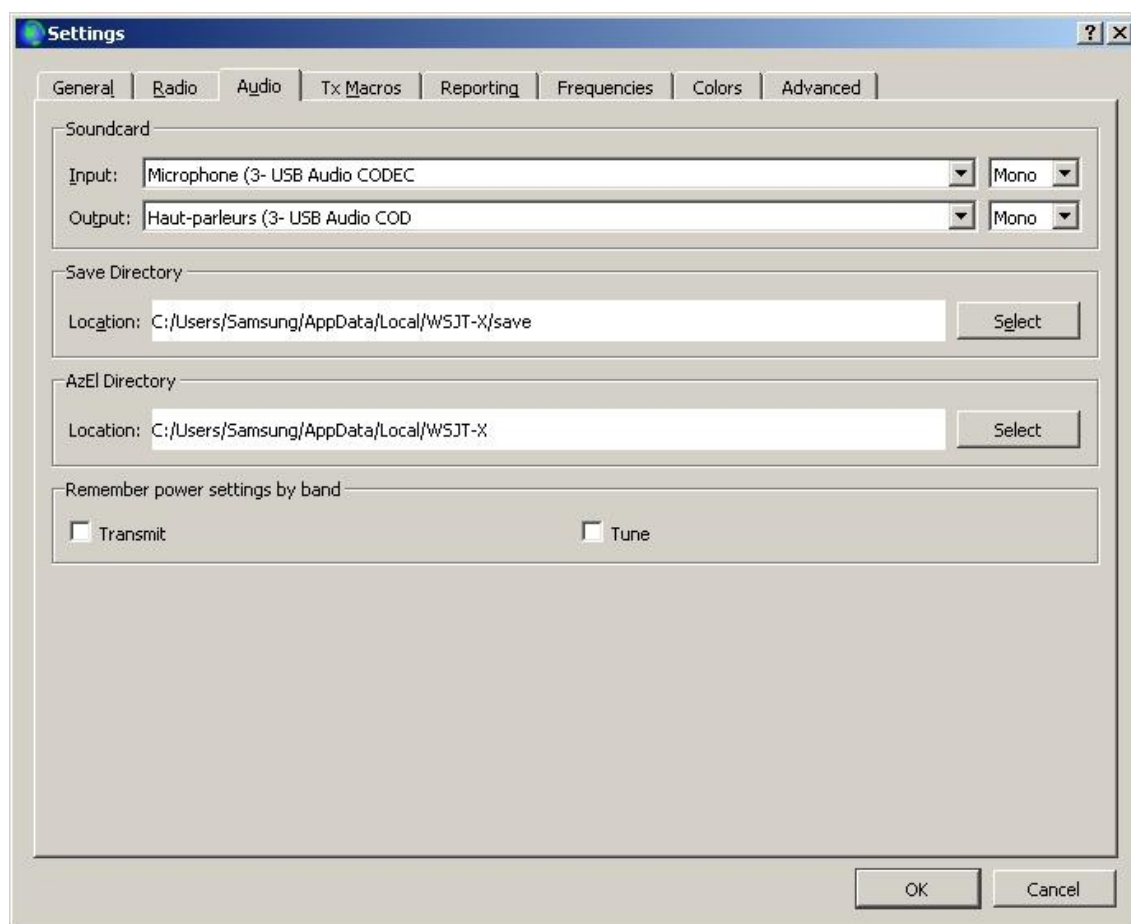 Settings
General Radio Audio Tx Macros Reporting Frequencies Colors Advanced
Soundcard
Input: Microphone (3- USB Audio CODEC Mono
Output: Haut-parleurs (3- USB Audio COD Mono
Save Directory
Location: C:/Users/Samsung/AppData/Local/WSJT-X/save Select
AzEl Directory
Location: C:/Users/Samsung/AppData/Local/WSJT-X Select
Remember power settings by band
Transmit Tune
OK Cancel